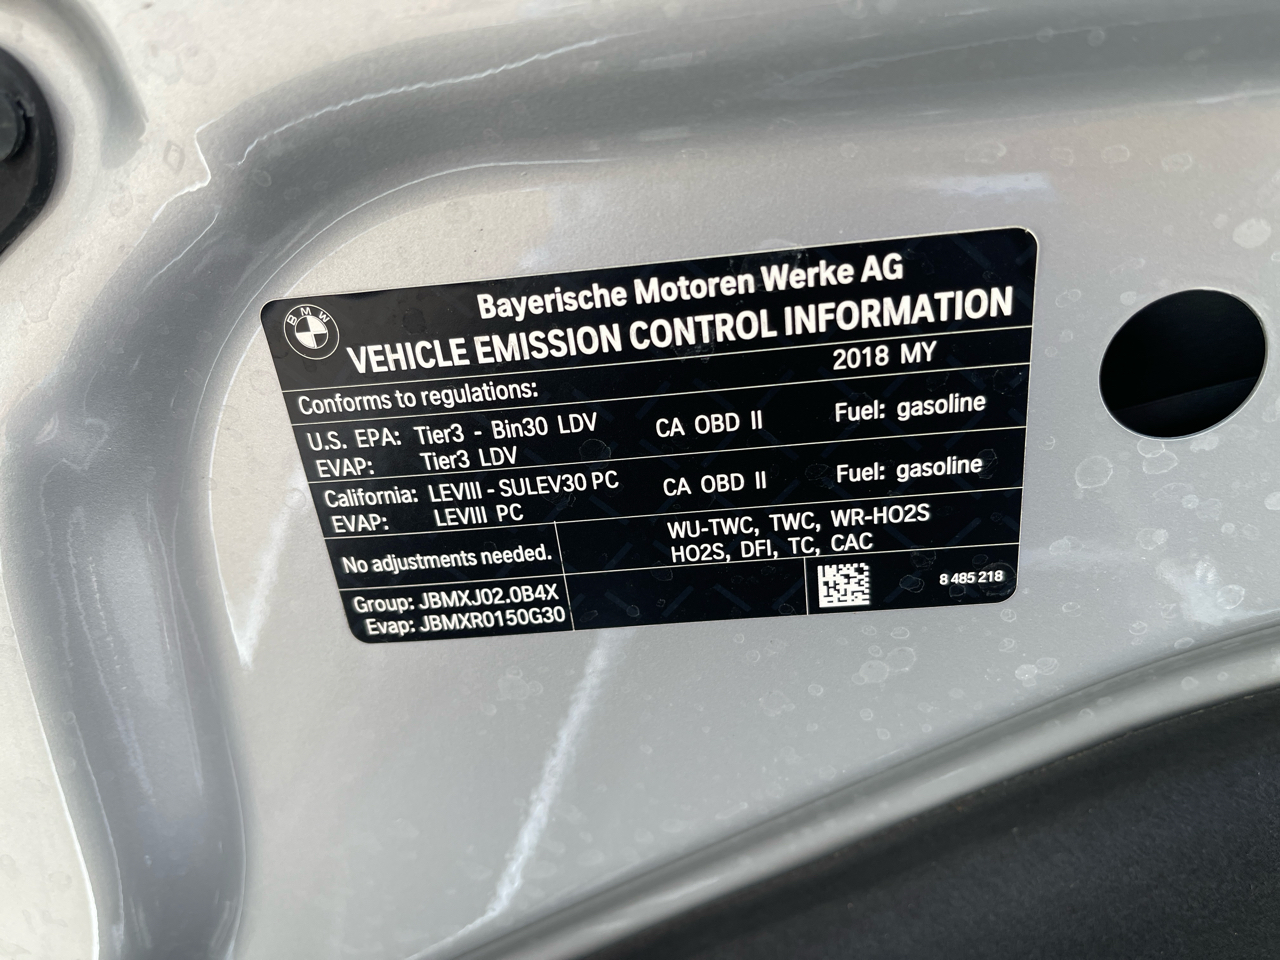 BMW
Bayerische Motoren Werke AG
VEHICLE EMISSION CONTROL INFORMATION
Conforms to regulations: 2018 MY
U.S. EPA: Tier3 - Bin30 LDV CA OBD II Fuel: gasoline
EVAP: Tier3 LDV
California: LEVIII - SULEV30 PC CA OBD II Fuel: gasoline
EVAP: LEVIII PC
No adjustments needed. WU-TWC, TWC, WR-HO2S
HO2S, DFI, TC, CAC
Group: JBMXJ02.0B4X 8 485 218
Evap: JBMXR0150G30